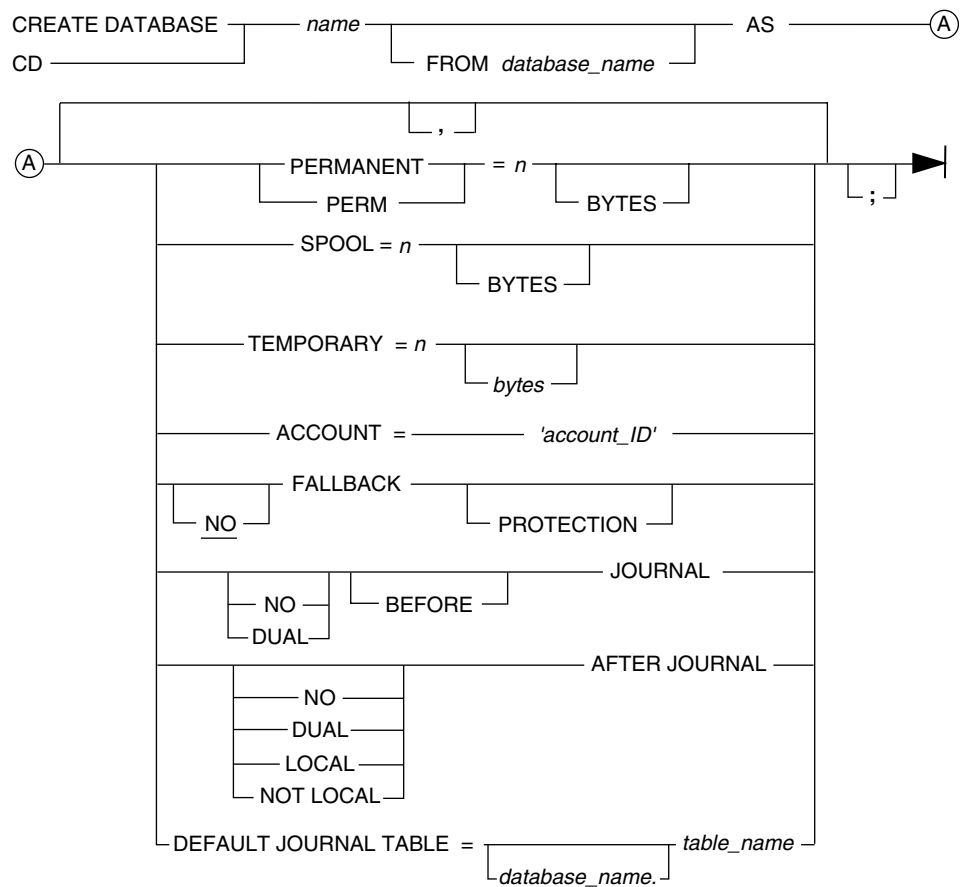 CREATE DATABASE name AS A
CD FROM database_name
,
A PERMANENT = n
PERM BYTES ;
SPOOL = n
BYTES
TEMPORARY = n
bytes
ACCOUNT = 'account_ID'
FALLBACK
NO PROTECTION
JOURNAL
NO BEFORE
DUAL
AFTER JOURNAL
NO
DUAL
LOCAL
NOT LOCAL
DEFAULT JOURNAL TABLE = table_name
database_name.